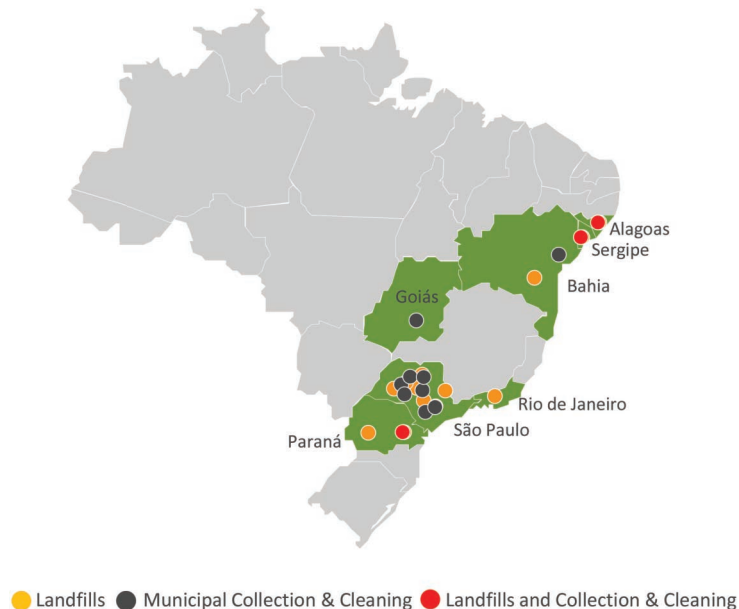 Alagoas
Sergipe
Bahia
Goiás
Rio de Janeiro
São Paulo
Paraná
Landfills Municipal Collection & Cleaning Landfills and Collection & Cleaning